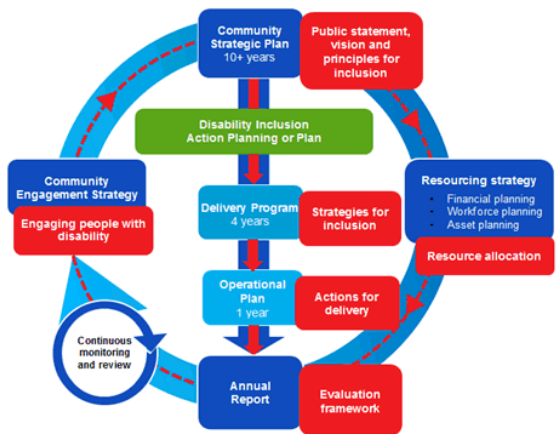 Community
Strategic Plan
10+ years
Public statement,
vision and
principles for
inclusion
Disability Inclusion
Action Planning or Plan
Community
Engagement Strategy
Engaging people with
disability
Delivery Program
4 years
Strategies for
inclusion
Resourcing strategy
- Financial planning
- Workforce planning
- Asset planning
Resource allocation
Operational
Plan
1 year
Actions for
delivery
Continuous
monitoring
and review
Annual
Report
Evaluation
framework